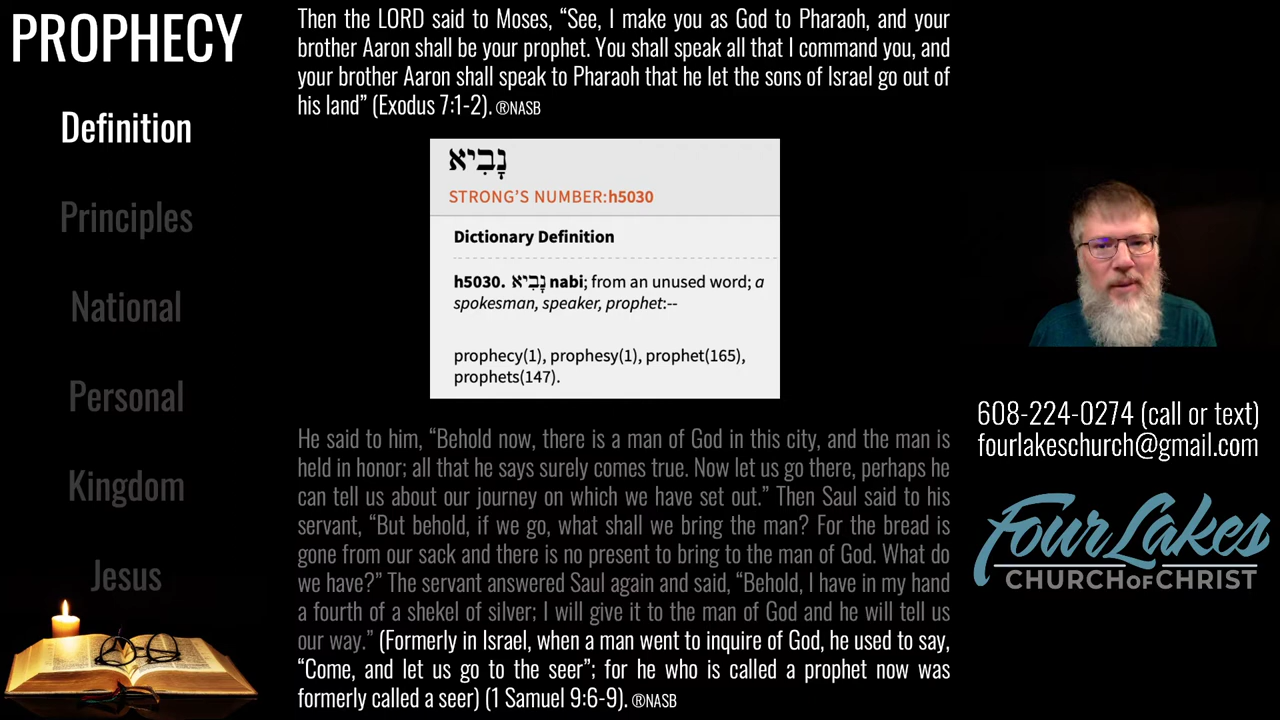 PROPHECY
Definition
Principles
National
Personal
Kingdom
Jesus
Then the LORD said to Moses, “See, I make you as God to Pharaoh, and your
brother Aaron shall be your prophet. You shall speak all that I command you, and
your brother Aaron shall speak to Pharaoh that he let the sons of Israel go out of
his land” (Exodus 7:1-2). ®NASB
נָבִיא
STRONG’S NUMBER:h5030
Dictionary Definition
h5030. נָבִיא nabi; from an unused word; a
spokesman, speaker, prophet:--
prophecy(1), prophesy(1), prophet(165),
prophets(147).
He said to him, “Behold now, there is a man of God in this city, and the man is
held in honor; all that he says surely comes true. Now let us go there, perhaps he
can tell us about our journey on which we have set out.” Then Saul said to his
servant, “But behold, if we go, what shall we bring the man? For the bread is
gone from our sack and there is no present to bring to the man of God. What do
we have?” The servant answered Saul again and said, “Behold, I have in my hand
a fourth of a shekel of silver; I will give it to the man of God and he will tell us
our way.” (Formerly in Israel, when a man went to inquire of God, he used to say,
“Come, and let us go to the seer”; for he who is called a prophet now was
formerly called a seer) (1 Samuel 9:6-9). ®NASB
608-224-0274 (call or text)
fourlakeschurch@gmail.com
Four Lakes
CHURCH OF CHRIST